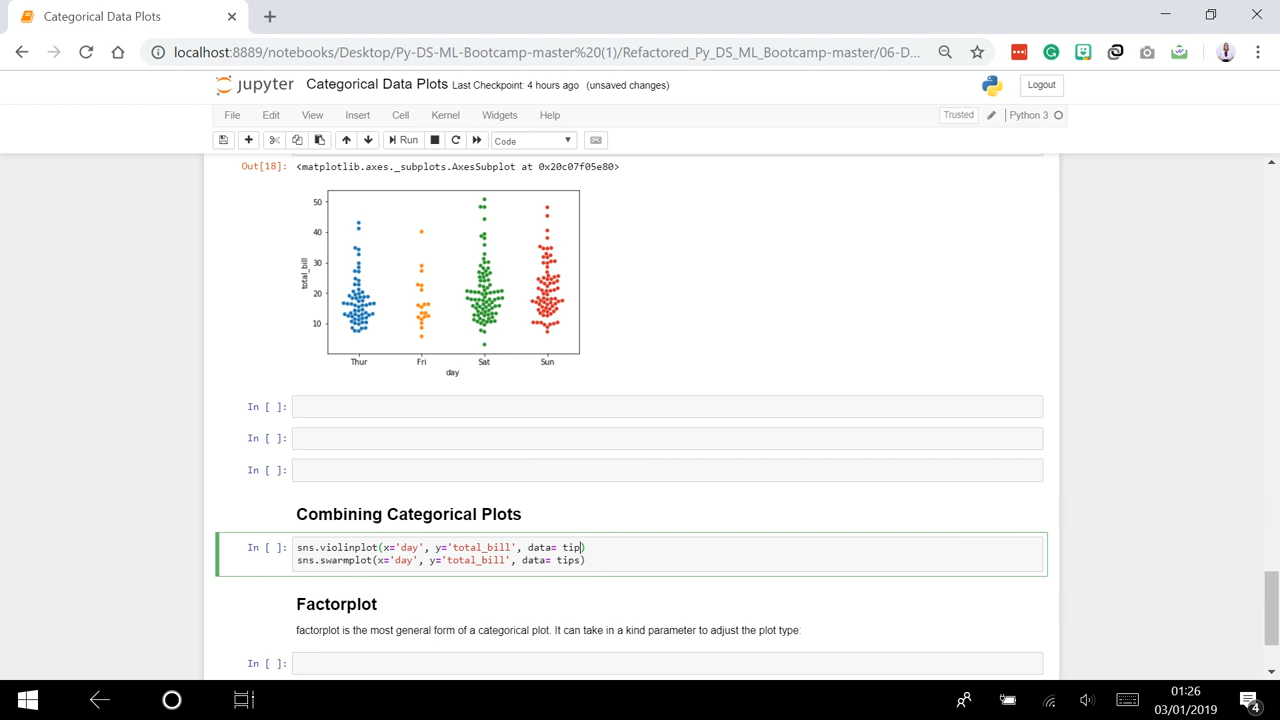 Categorical Data Plots
localhost:8889/notebooks/Desktop/Py-DS-ML-Bootcamp-master%20(1)/Refactored_Py_DS_ML_Bootcamp-master/06-D...
jupyter Categorical Data Plots Last Checkpoint: 4 hours ago (unsaved changes) Logout
File Edit View Insert Cell Kernel Widgets Help Trusted Python 3
Run Code
Out[18]: <matplotlib.axes._subplots.AxesSubplot at 0x20c07f05e80>
50
40
30
20
10
total_bill
Thur Fri Sat Sun
day
In [ ]:
In [ ]:
In [ ]:
Combining Categorical Plots
In [ ]: sns.violinplot(x='day', y='total_bill', data= tip)
sns.swarmplot(x='day', y='total_bill', data= tips)
Factorplot
factorplot is the most general form of a categorical plot. It can take in a kind parameter to adjust the plot type:
In [ ]:
01:26
03/01/2019
4